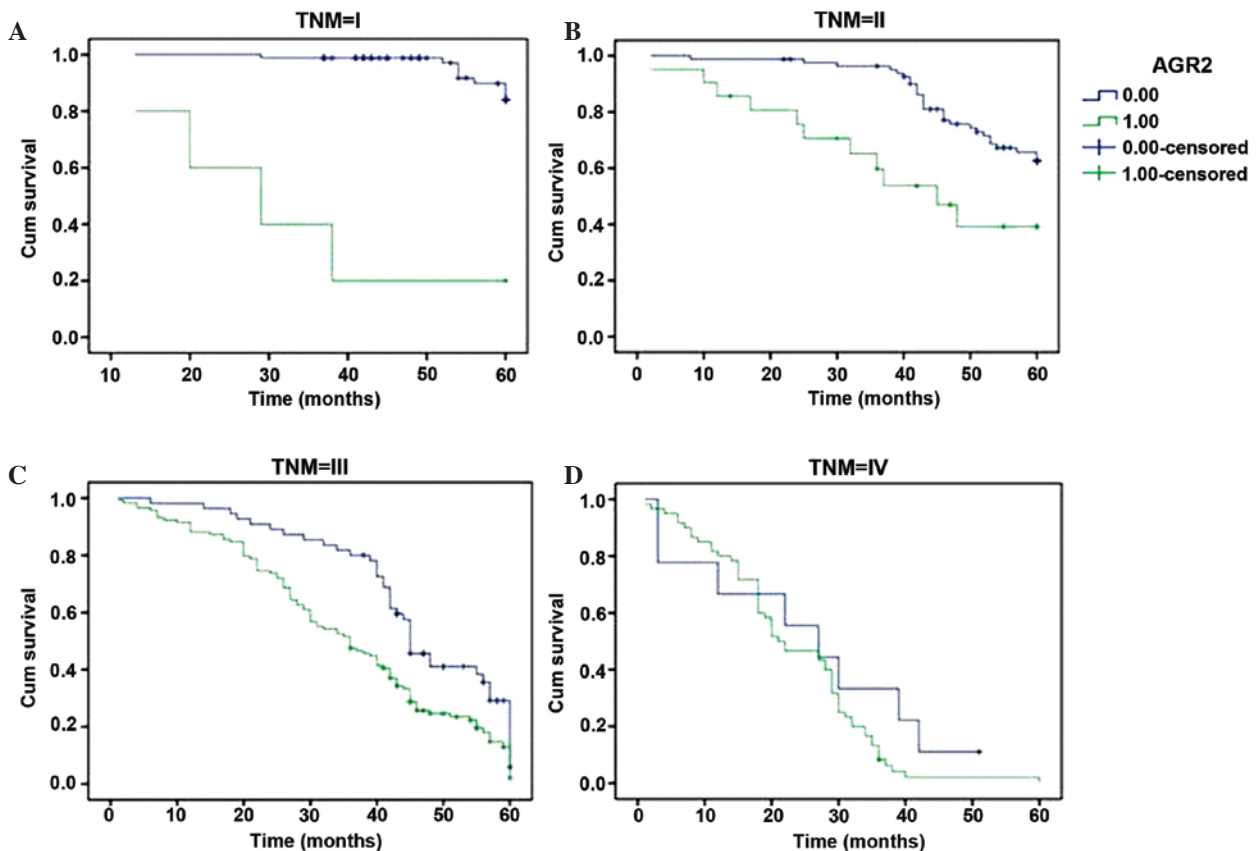 A
TNM=I
Cum survival
1.0
0.8
0.6
0.4
0.2
0.0
10 20 30 40 50 60
Time (months)
B
TNM=II
Cum survival
1.0
0.8
0.6
0.4
0.2
0.0
0 10 20 30 40 50 60
Time (months)
AGR2
0.00
1.00
0.00-censored
1.00-censored
C
TNM=III
Cum survival
1.0
0.8
0.6
0.4
0.2
0.0
0 10 20 30 40 50 60
Time (months)
D
TNM=IV
Cum survival
1.0
0.8
0.6
0.4
0.2
0.0
0 10 20 30 40 50 60
Time (months)